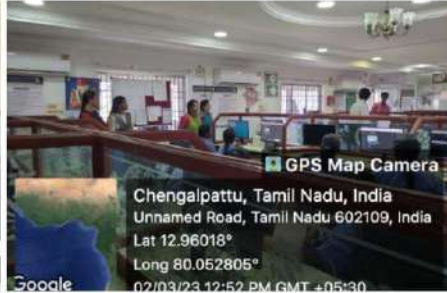 GPS Map Camera
Chengalpattu, Tamil Nadu, India
Unnamed Road, Tamil Nadu 602109, India
Lat 12.96018°
Long 80.052805°
02/03/23 12:52 PM GMT +05:30
Google